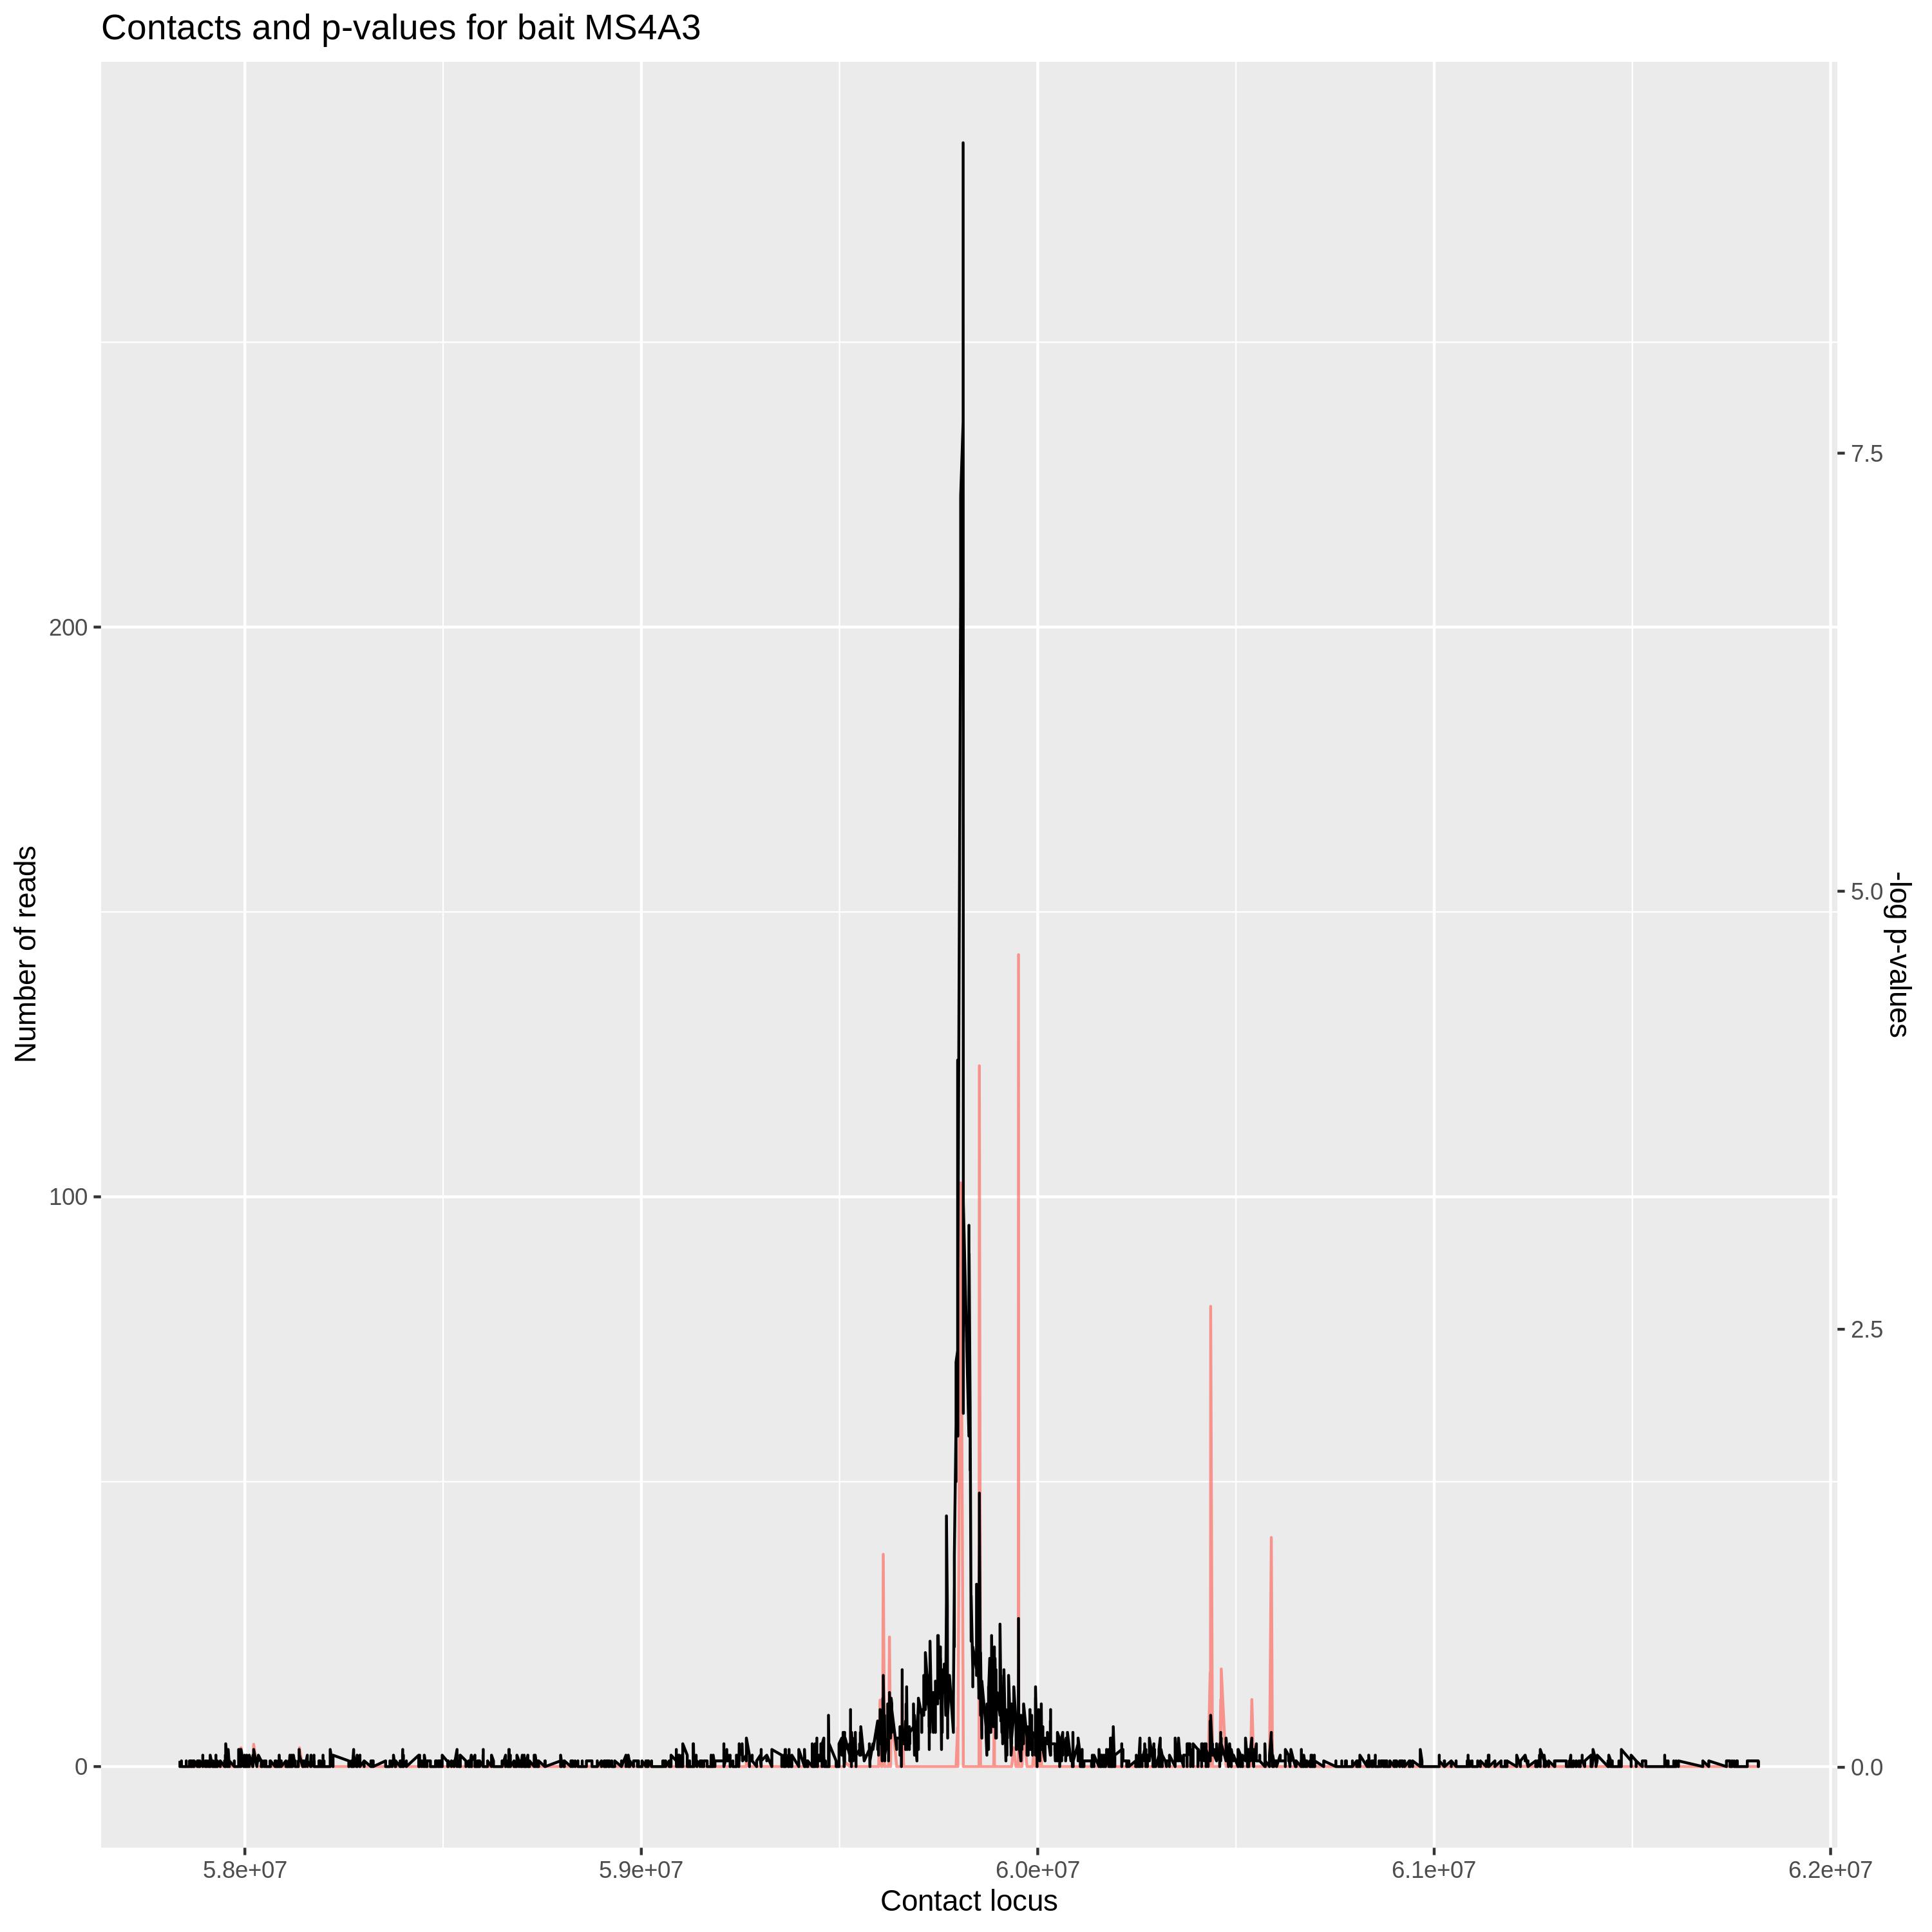 Contacts and p-values for bait MS4A3
Number of reads
200
100
0
7.5
5.0
2.5
0.0
-log p-values
5.8e+07
5.9e+07
6.0e+07
6.1e+07
6.2e+07
Contact locus